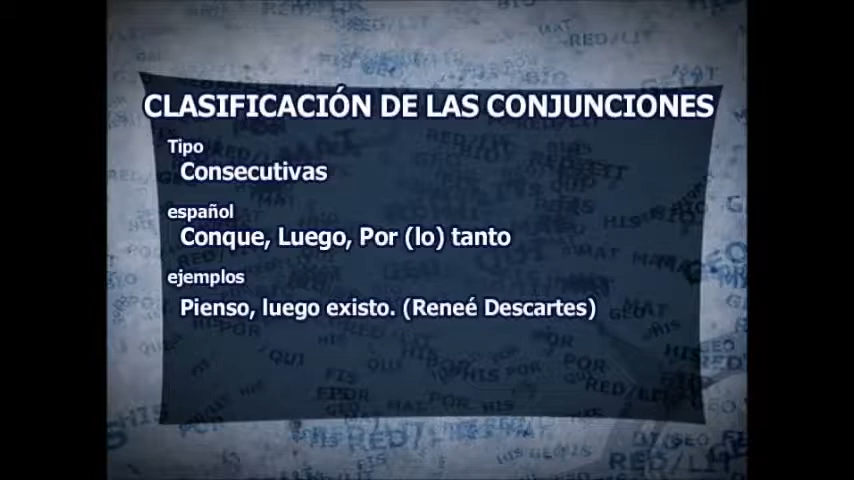 CLASIFICACIÓN DE LAS CONJUNCIONES
Tipo
Consecutivas
español
Conque, Luego, Por (lo) tanto
ejemplos
Pienso, luego existo. (Reneé Descartes)